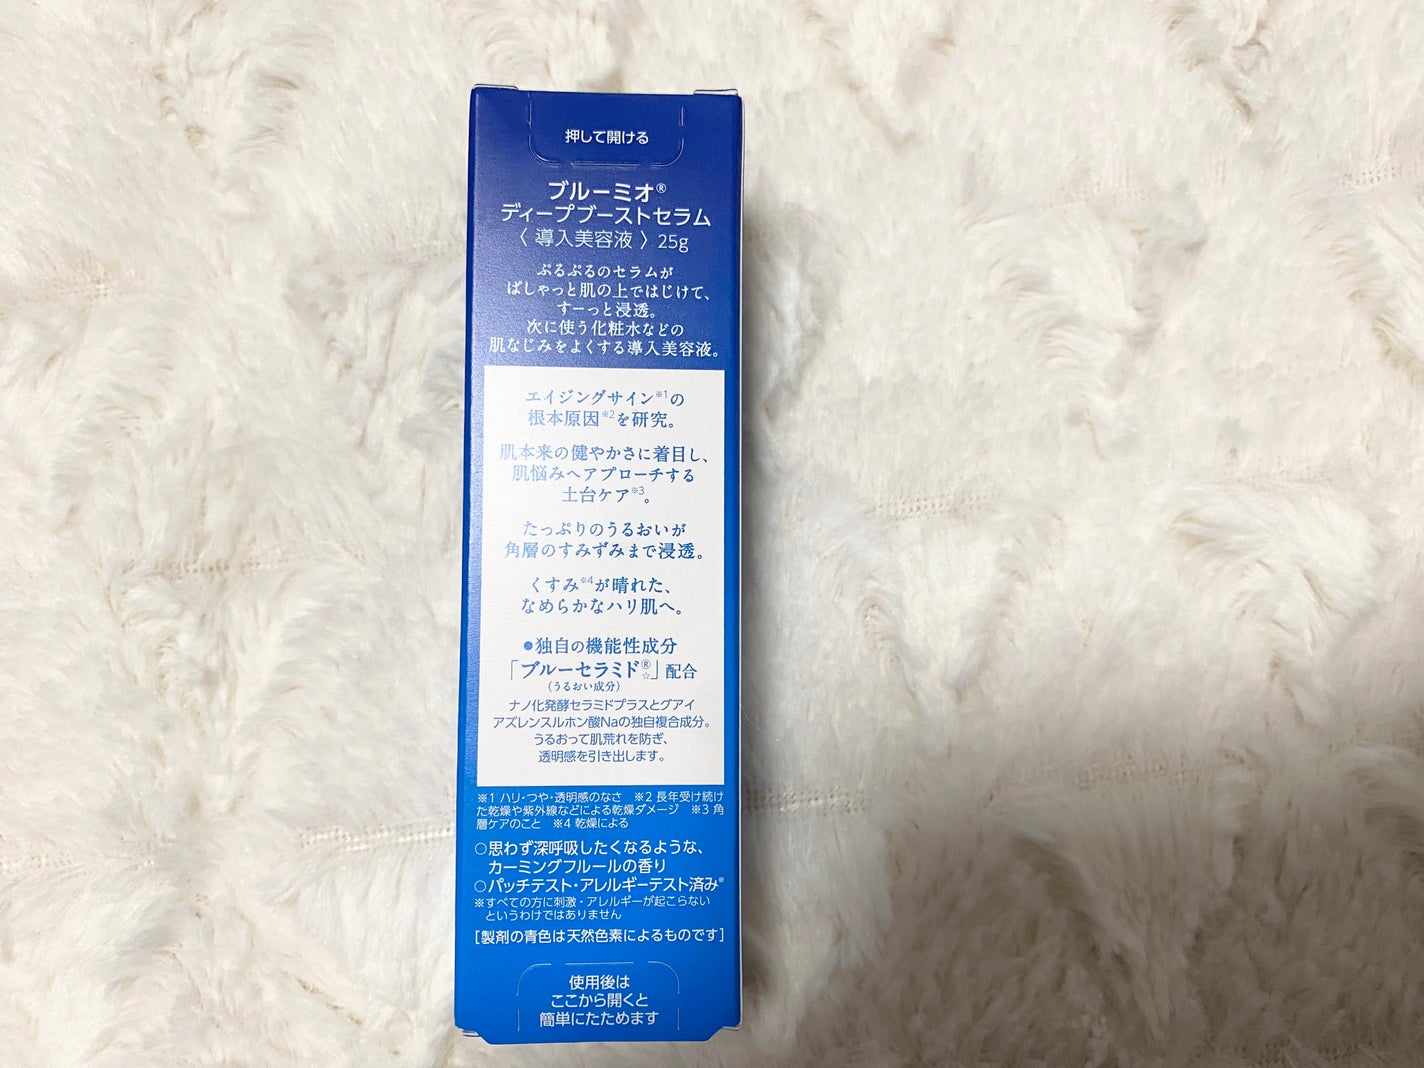 押して開ける
ブルーミオ®
ディープブーストセラム
〈 導入美容液 〉25g
ぷるぷるのセラムが
ぱしゃっと肌の上ではじけて、
すーっと浸透。
次に使う化粧水などの
肌なじみをよくする導入美容液。
エイジングサイン※1の
根本原因※2を研究。
肌本来の健やかさに着目し、
肌悩みへアプローチする
土台ケア※3。
たっぷりのうるおいが
角層のすみずみまで浸透。
くすみ※4が晴れた、
なめらかなハリ肌へ。
●独自の機能性成分
「ブルーセラミド®☆」配合
(うるおい成分)
ナノ化発酵セラミドプラスとグアイ
アズレンスルホン酸Naの独自複合成分。
うるおって肌荒れを防ぎ、
透明感を引き出します。
※1 ハリ・つや・透明感のなさ ※2 長年受け続け
た乾燥や紫外線などによる乾燥ダメージ ※3 角
層ケアのこと ※4 乾燥による
○思わず深呼吸したくなるような、
カーミングフルールの香り
○パッチテスト・アレルギーテスト済み※
※すべての方に刺激・アレルギーが起こらない
というわけではありません
[製剤の青色は天然色素によるものです]
使用後は
ここから開くと
簡単にたためます